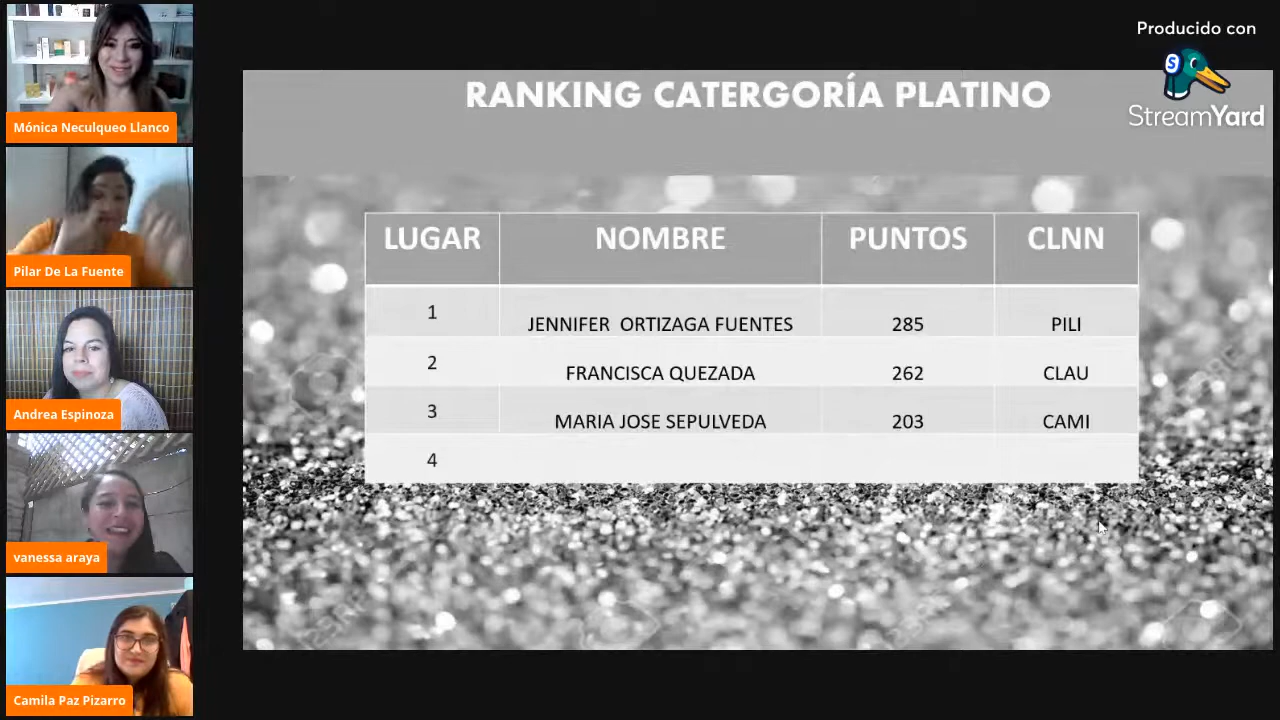 Producido con
StreamYard
Mónica Neculqueo Llanco
Pilar De La Fuente
Andrea Espinoza
vanessa araya
Camila Paz Pizarro
RANKING CATERGORÍA PLATINO
LUGAR NOMBRE PUNTOS CLNN
1 JENNIFER ORTIZAGA FUENTES 285 PILI
2 FRANCISCA QUEZADA 262 CLAU
3 MARIA JOSE SEPULVEDA 203 CAMI
4